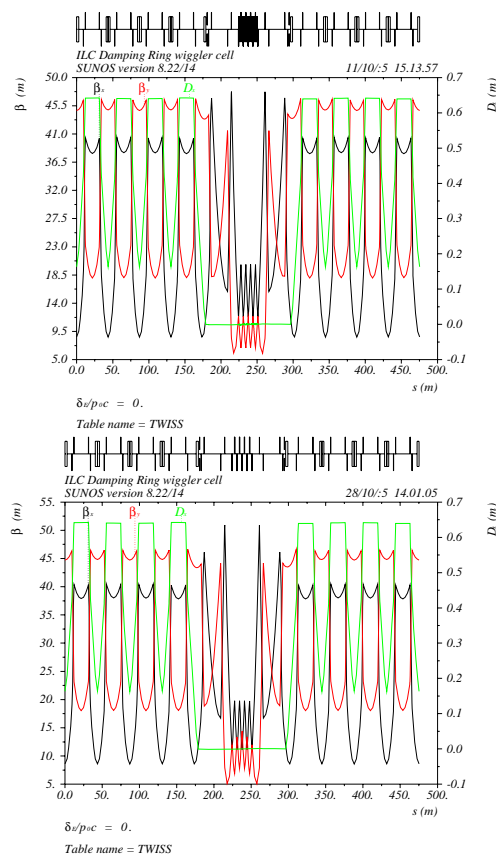 ILC Damping Ring wiggler cell
SUNOS version 8.22/14 11/10/:5 15.13.57
β (m)
50.0
45.5
41.0
36.5
32.0
27.5
23.0
18.5
14.0
9.5
5.0
βx βy Dx
0.7
0.6
0.5
0.4
0.3
0.2
0.1
0.0
-0.1
D (m)
0.0 50. 100. 150. 200. 250. 300. 350. 400. 450. 500.
s (m)
δE/p0c = 0.
Table name = TWISS
ILC Damping Ring wiggler cell
SUNOS version 8.22/14 28/10/:5 14.01.05
β (m)
55.
50.
45.
40.
35.
30.
25.
20.
15.
10.
5.
βx βy Dx
0.7
0.6
0.5
0.4
0.3
0.2
0.1
0.0
-0.1
D (m)
0.0 50. 100. 150. 200. 250. 300. 350. 400. 450. 500.
s (m)
δE/p0c = 0.
Table name = TWISS